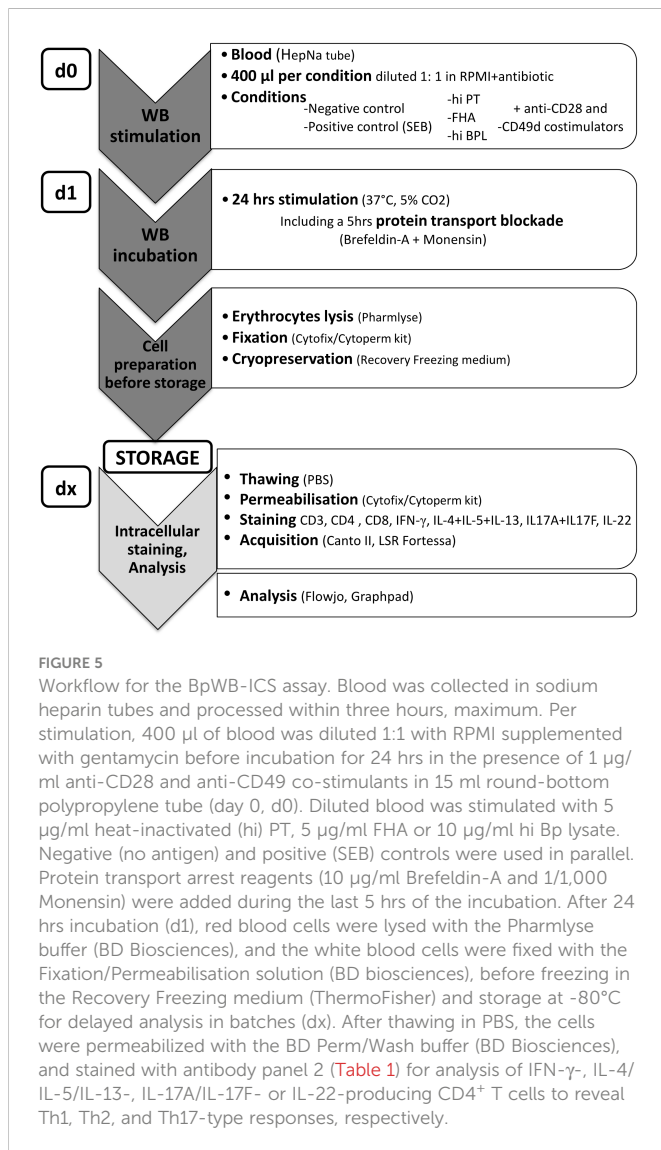 d0
WB
stimulation
• Blood (HepNa tube)
• 400 µl per condition diluted 1: 1 in RPMI+antibiotic
• Conditions
-Negative control
-Positive control (SEB)
-hi PT
-FHA
-hi BPL
+ anti-CD28 and
-CD49d costimulators
d1
WB
incubation
• 24 hrs stimulation (37°C, 5% CO2)
Including a 5hrs protein transport blockade
(Brefeldin-A + Monensin)
Cell
preparation
before storage
• Erythrocytes lysis (Pharmlyse)
• Fixation (Cytofix/Cytoperm kit)
• Cryopreservation (Recovery Freezing medium)
STORAGE
dx
Intracellular
staining,
Analysis
• Thawing (PBS)
• Permeabilisation (Cytofix/Cytoperm kit)
• Staining CD3, CD4 , CD8, IFN-γ, IL-4+IL-5+IL-13, IL17A+IL17F, IL-22
• Acquisition (Canto II, LSR Fortessa)
• Analysis (Flowjo, Graphpad)
FIGURE 5
Workflow for the BpWB-ICS assay. Blood was collected in sodium
heparin tubes and processed within three hours, maximum. Per
stimulation, 400 µl of blood was diluted 1:1 with RPMI supplemented
with gentamycin before incubation for 24 hrs in the presence of 1 µg/
ml anti-CD28 and anti-CD49 co-stimulants in 15 ml round-bottom
polypropylene tube (day 0, d0). Diluted blood was stimulated with 5
µg/ml heat-inactivated (hi) PT, 5 µg/ml FHA or 10 µg/ml hi Bp lysate.
Negative (no antigen) and positive (SEB) controls were used in parallel.
Protein transport arrest reagents (10 µg/ml Brefeldin-A and 1/1,000
Monensin) were added during the last 5 hrs of the incubation. After 24
hrs incubation (d1), red blood cells were lysed with the Pharmlyse
buffer (BD Biosciences), and the white blood cells were fixed with the
Fixation/Permeabilisation solution (BD biosciences), before freezing in
the Recovery Freezing medium (ThermoFisher) and storage at -80°C
for delayed analysis in batches (dx). After thawing in PBS, the cells
were permeabilized with the BD Perm/Wash buffer (BD Biosciences),
and stained with antibody panel 2 (Table 1) for analysis of IFN-γ-, IL-4/
IL-5/IL-13-, IL-17A/IL-17F- or IL-22-producing CD4⁺ T cells to reveal
Th1, Th2, and Th17-type responses, respectively.